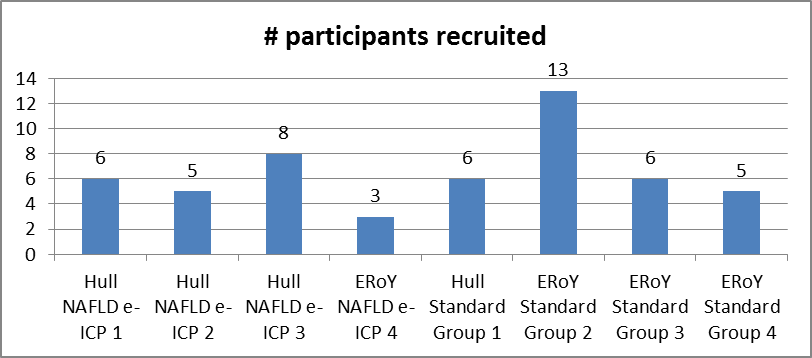 # participants recruited
14
12
10
8
6
4
2
0
6
5
8
3
6
13
6
5
Hull
NAFLD e-
ICP 1
Hull
NAFLD e-
ICP 2
Hull
NAFLD e-
ICP 3
ERoY
NAFLD e-
ICP 4
Hull
Standard
Group 1
ERoY
Standard
Group 2
ERoY
Standard
Group 3
ERoY
Standard
Group 4